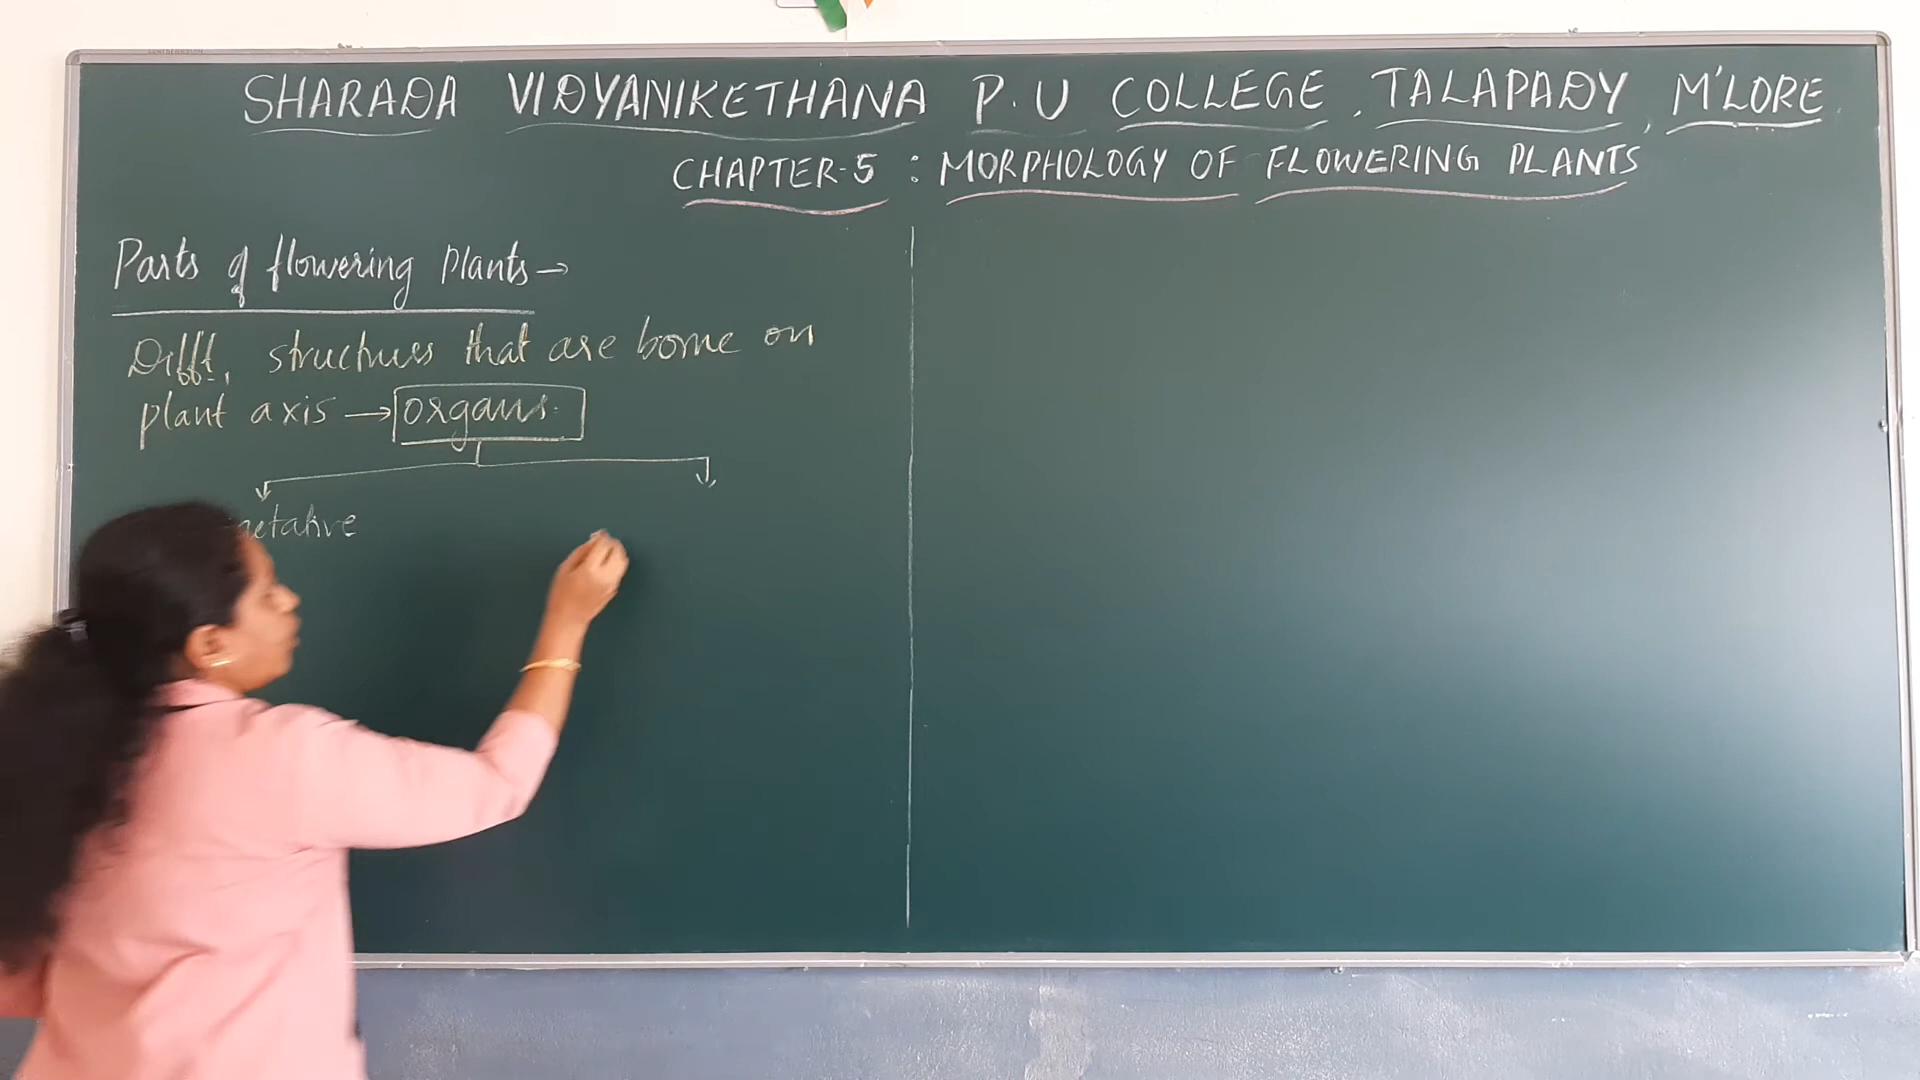 SHARADA VIDYANIKETHANA P.U COLLEGE, TALAPADY, M'LORE.
CHAPTER-5 : MORPHOLOGY OF FLOWERING PLANTS
Parts of flowering plants→
Difft, structures that are borne on
plant axis → organs.
getative